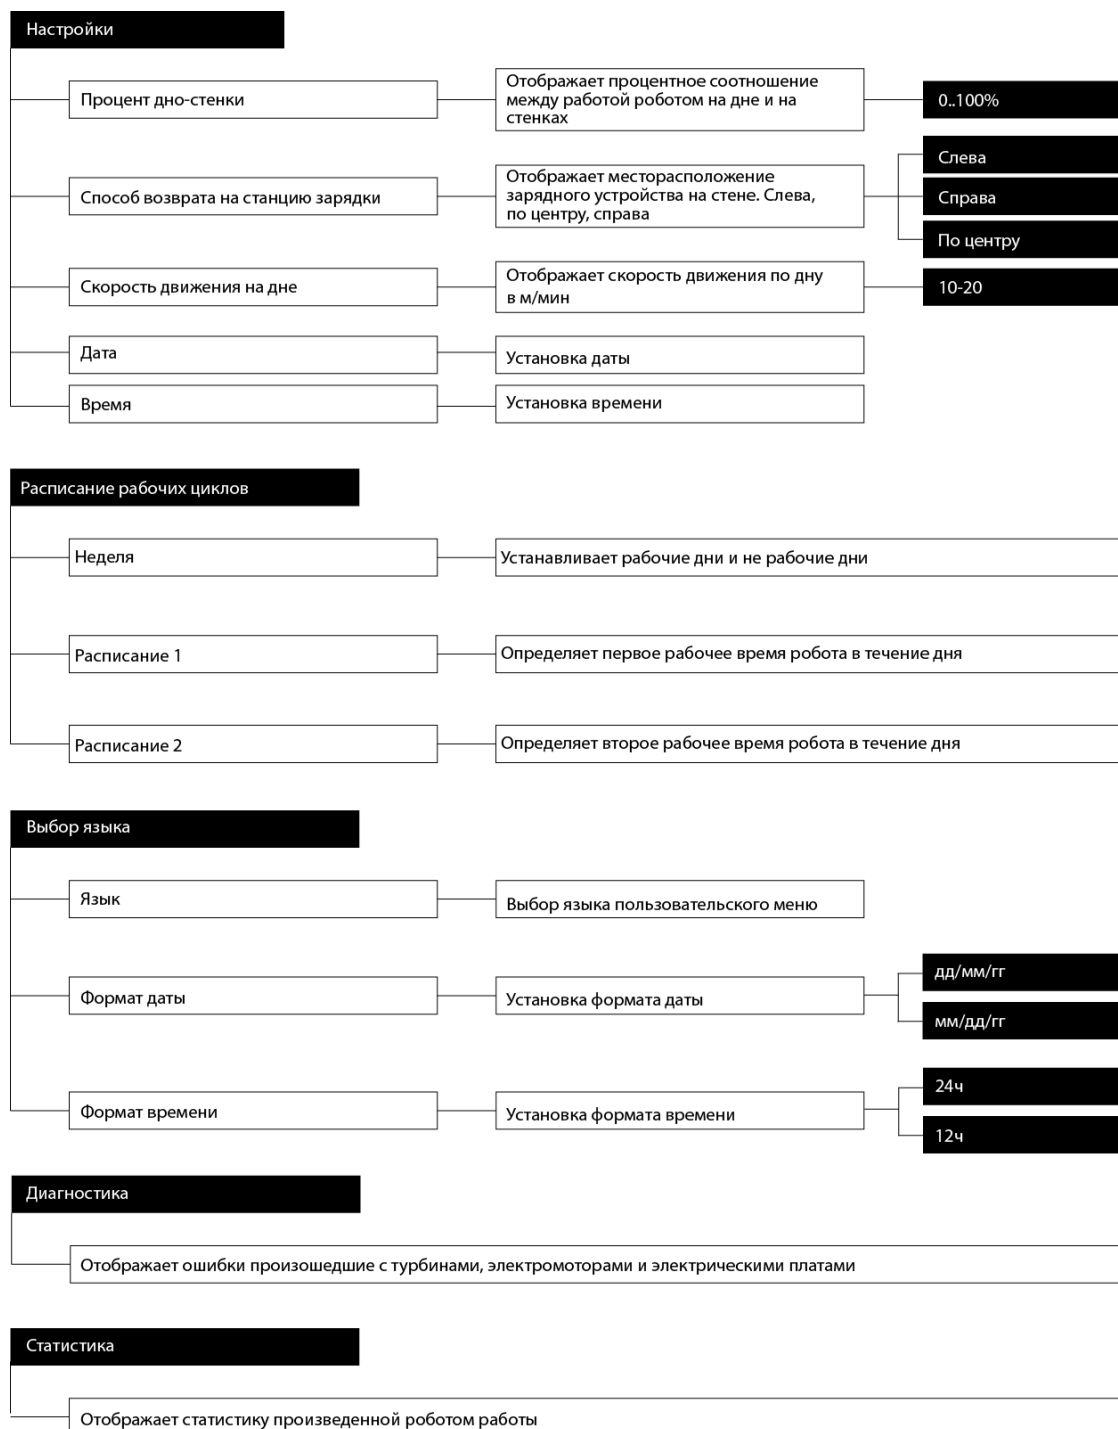 Настройки
Процент дно-стенки
Отображает процентное соотношение
между работой роботом на дне и на
стенках
0..100%
Способ возврата на станцию зарядки
Отображает месторасположение
зарядного устройства на стене. Слева,
по центру, справа
Слева
Справа
По центру
Скорость движения на дне
Отображает скорость движения по дну
в м/мин
10-20
Дата
Установка даты
Время
Установка времени
Расписание рабочих циклов
Неделя
Устанавливает рабочие дни и не рабочие дни
Расписание 1
Определяет первое рабочее время робота в течение дня
Расписание 2
Определяет второе рабочее время робота в течение дня
Выбор языка
Язык
Выбор языка пользовательского меню
Формат даты
Установка формата даты
дд/мм/гг
мм/дд/гг
Формат времени
Установка формата времени
24ч
12ч
Диагностика
Отображает ошибки произошедшие с турбинами, электромоторами и электрическими платами
Статистика
Отображает статистику произведенной роботом работы